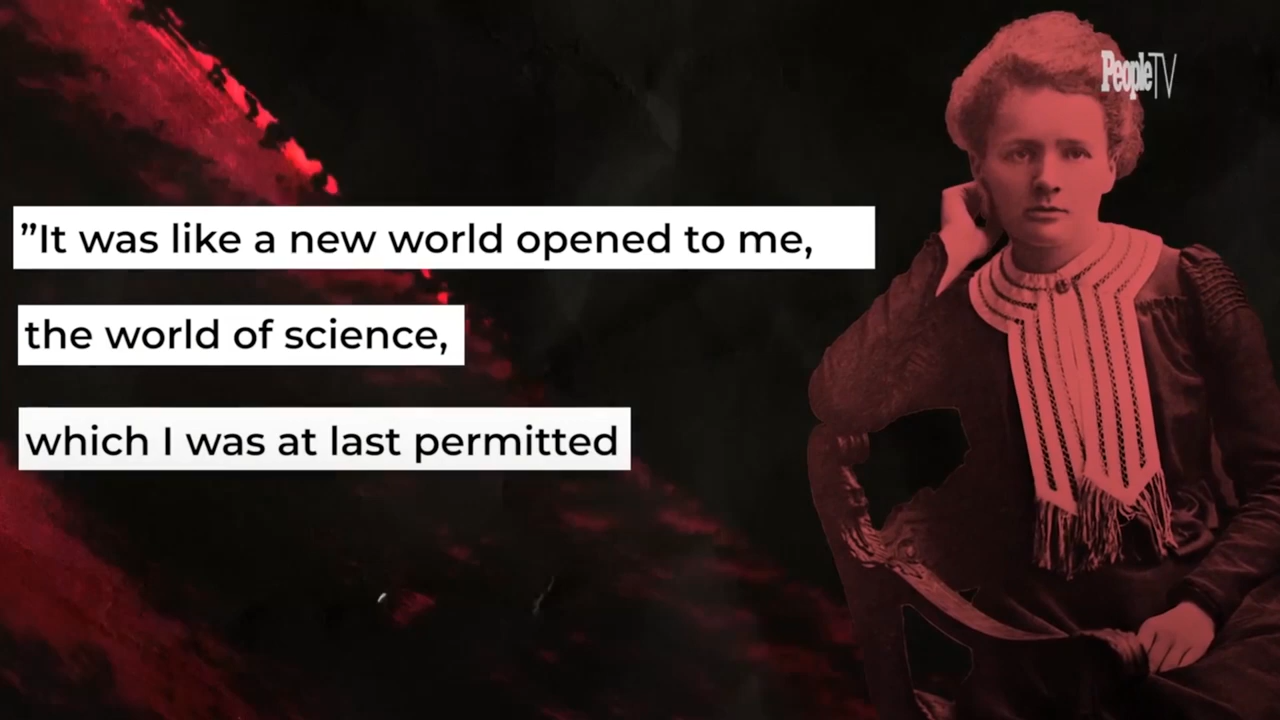 PeopleTV
”It was like a new world opened to me,
the world of science,
which I was at last permitted